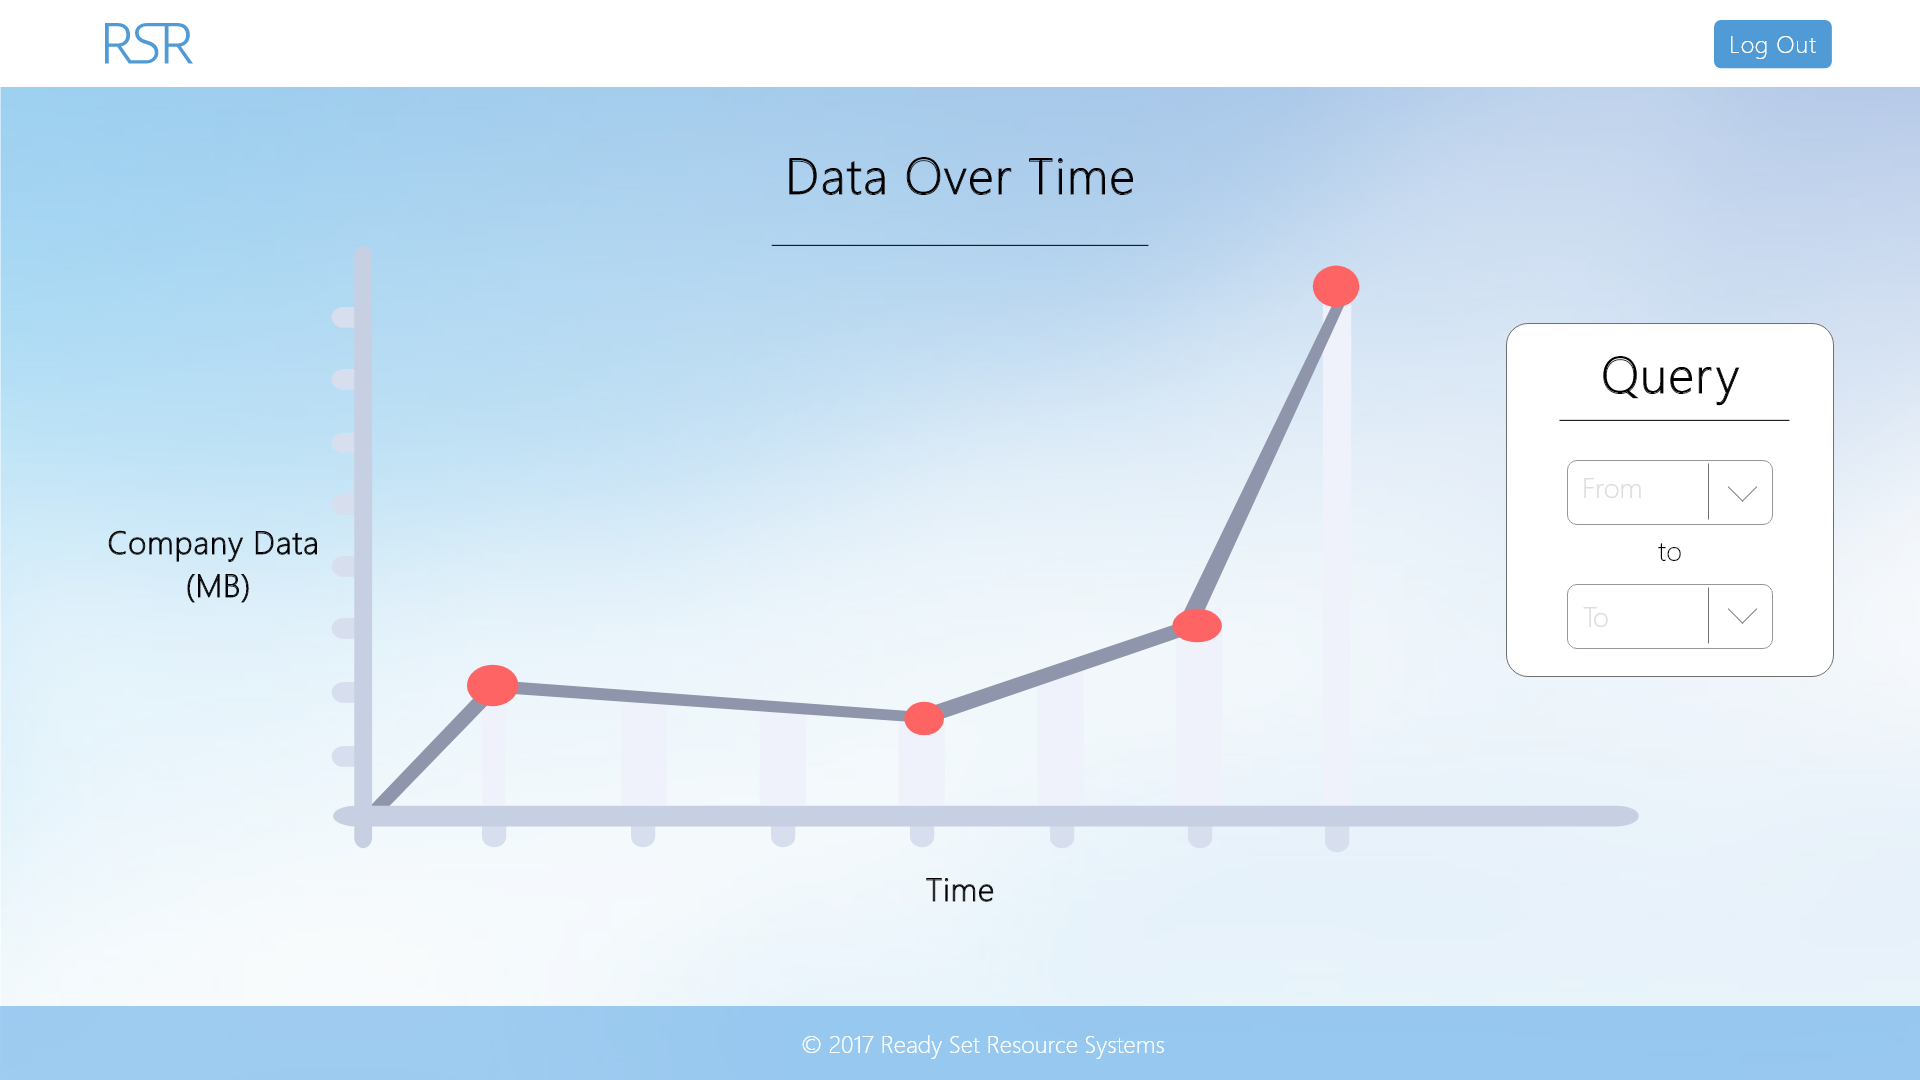 RSR
Log Out
Data Over Time
Company Data
(MB)
Time
Query
From
to
To
© 2017 Ready Set Resource Systems